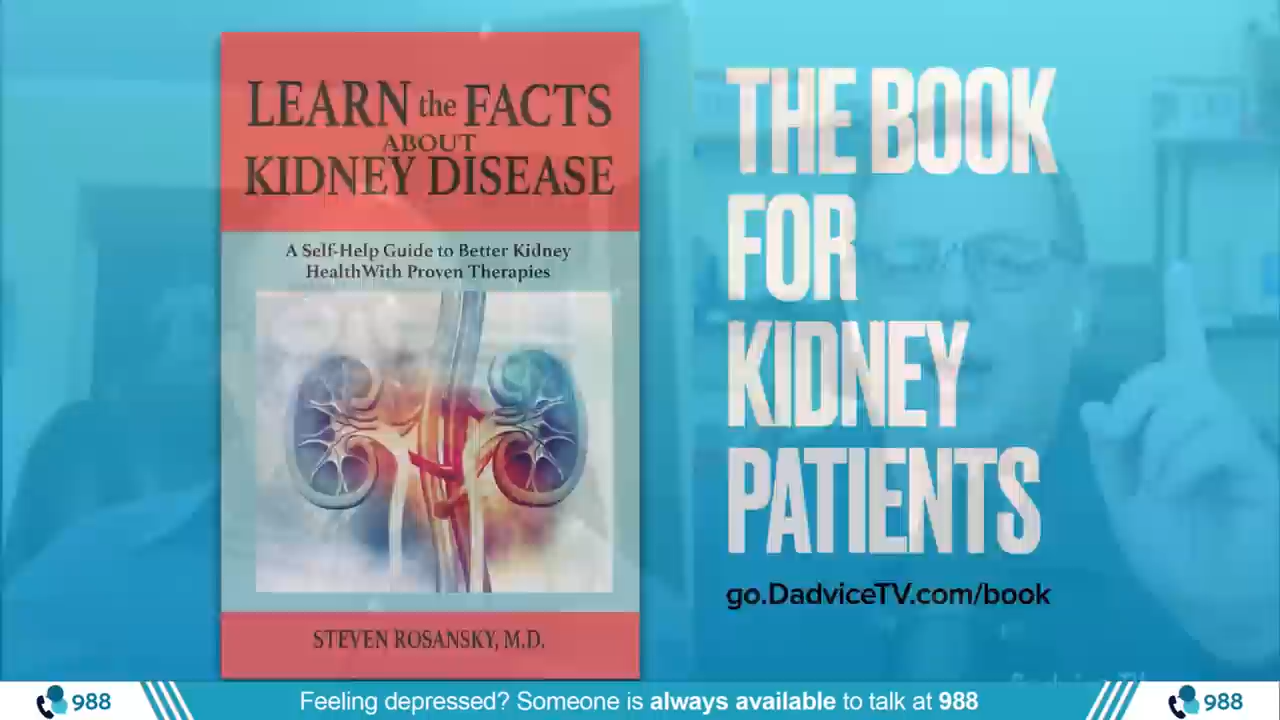 LEARN the FACTS
ABOUT
KIDNEY DISEASE
A Self-Help Guide to Better Kidney
HealthWith Proven Therapies
STEVEN ROSANSKY, M.D.
THE BOOK
FOR
KIDNEY
PATIENTS
go.DadviceTV.com/book
988
Feeling depressed? Someone is always available to talk at 988
988